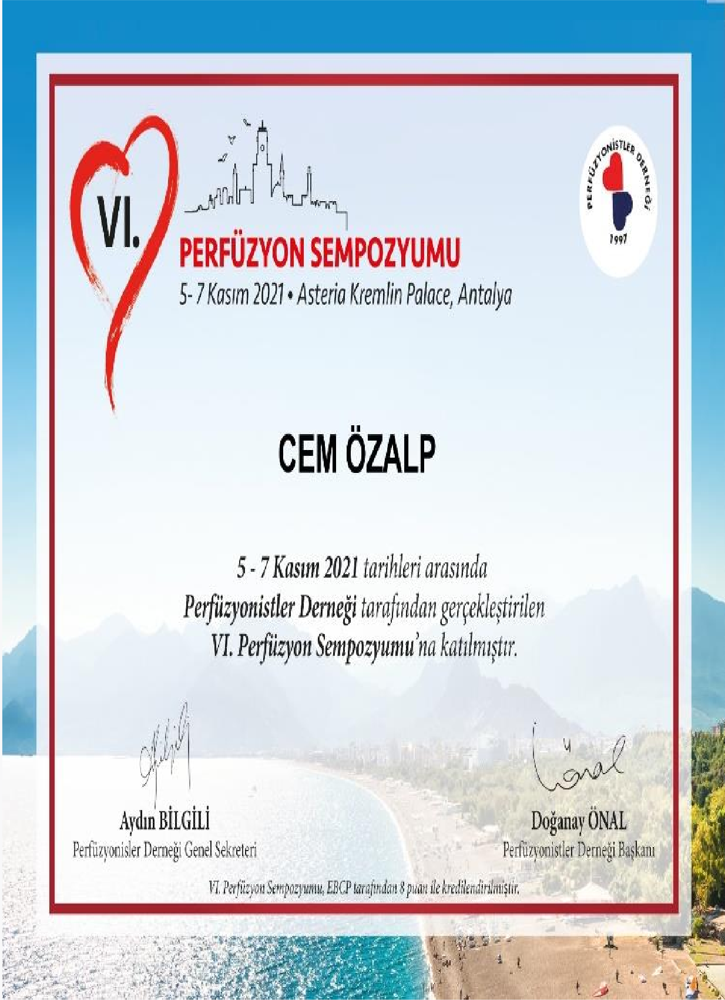 VI.
PERFÜZYON SEMPOZYUMU
5- 7 Kasım 2021 • Asteria Kremlin Palace, Antalya
PERFÜZYONİSTLER DERNEĞİ
1997
CEM ÖZALP
5 - 7 Kasım 2021 tarihleri arasında
Perfüzyonistler Derneği tarafından gerçekleştirilen
VI. Perfüzyon Sempozyumu'na katılmıştır.
Aydın BİLGİLİ
Perfüzyonisler Derneği Genel Sekreteri
Önal
Doğanay ÖNAL
Perfüzyonistler Derneği Başkanı
VI. Perfüzyon Sempozyumu, EBCP tarafından 8 puan ile kredilendirilmiştir.